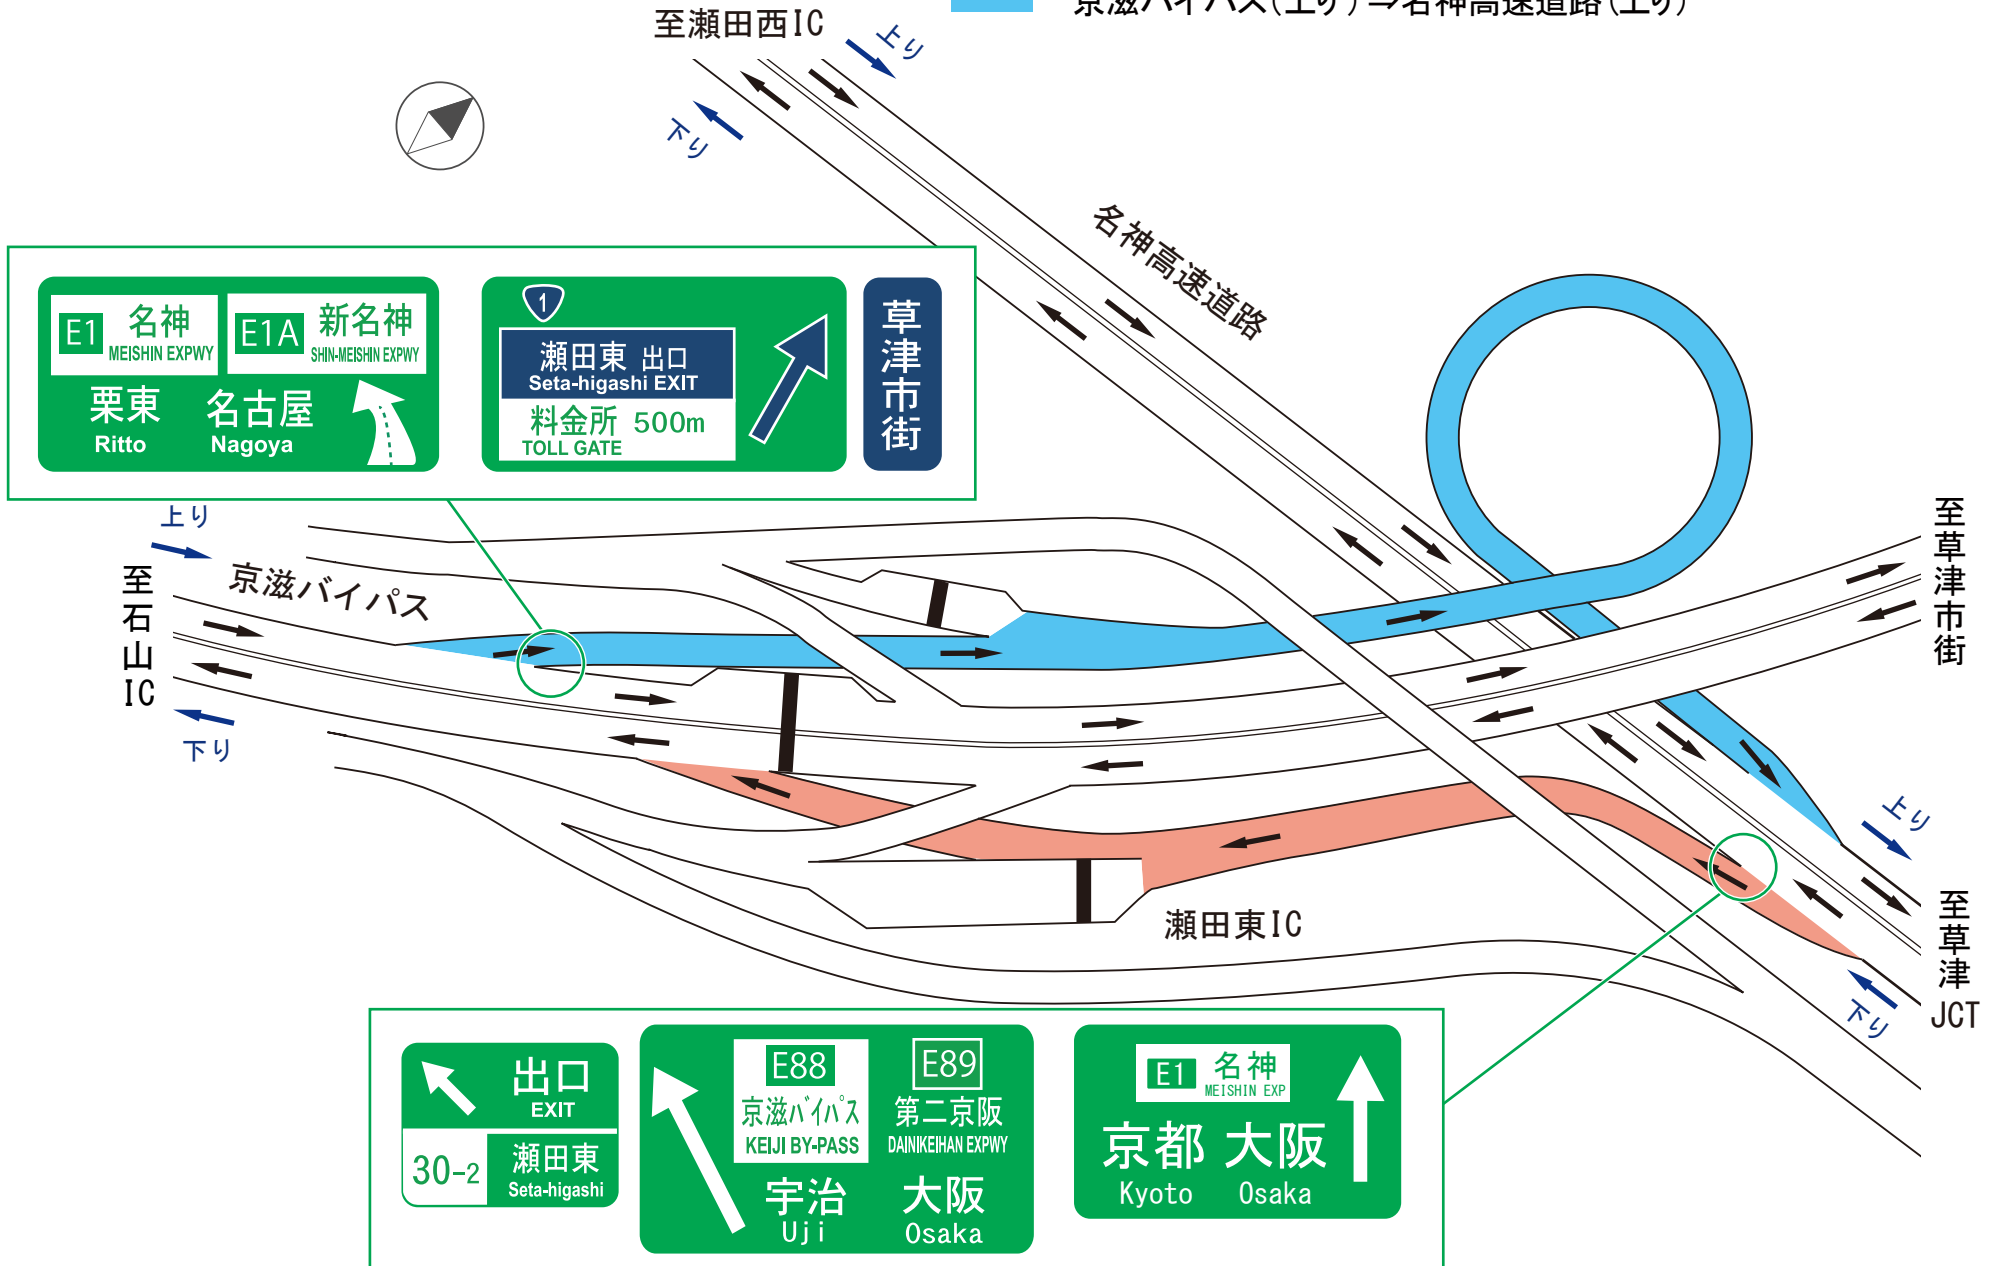 京滋バイパス(上り)⇒名神高速道路(上り)
至瀬田西IC
上り
下り
名神高速道路
E1 名神
MEISHIN EXPWY
E1A 新名神
SHIN-MEISHIN EXPWY
栗東 名古屋
Ritto Nagoya
1
瀬田東 出口
Seta-higashi EXIT
料金所 500m
TOLL GATE
草津市街
上り
京滋バイパス
至石山IC
下り
至草津市街
上り
至草津JCT
下り
瀬田東IC
出口
EXIT
30-2
瀬田東
Seta-higashi
E88
京滋バイパス
KEIJI BY-PASS
宇治
Uji
E89
第二京阪
DAINIKEIHAN EXPWY
大阪
Osaka
E1 名神
MEISHIN EXP
京都 大阪
Kyoto Osaka